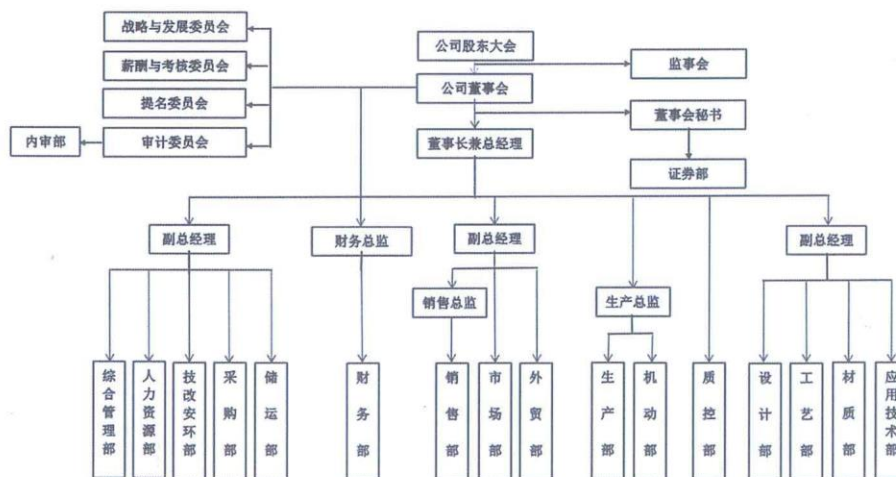 战略与发展委员会
公司股东大会
薪酬与考核委员会
监事会
公司董事会
提名委员会
董事会秘书
内审部
审计委员会
董事长兼总经理
证券部
副总经理
财务总监
副总经理
副总经理
销售总监
生产总监
综合管理部
人力资源部
技改安环部
采购部
储运部
财务部
销售部
市场部
外贸部
生产部
机动部
质控部
设计部
工艺部
材质部
应用技术部